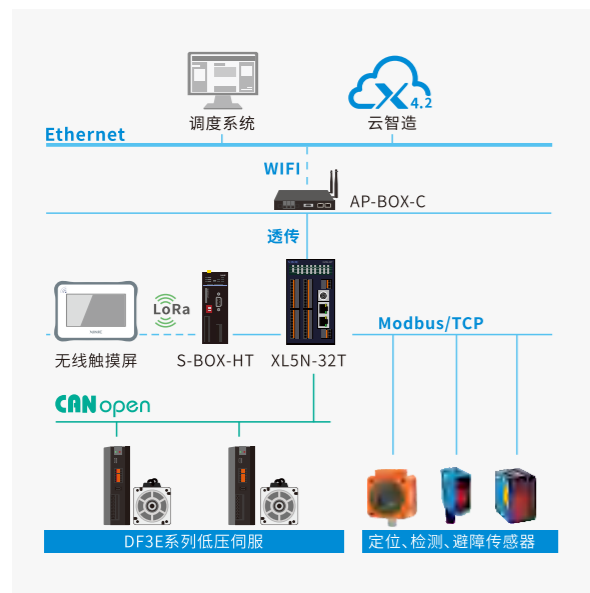 调度系统
X
4.2
云智造
Ethernet
WIFI
AP-BOX-C
透传
LoRa
Modbus/TCP
无线触摸屏
S-BOX-HT
XL5N-32T
CANopen
DF3E系列低压伺服
定位、检测、避障传感器